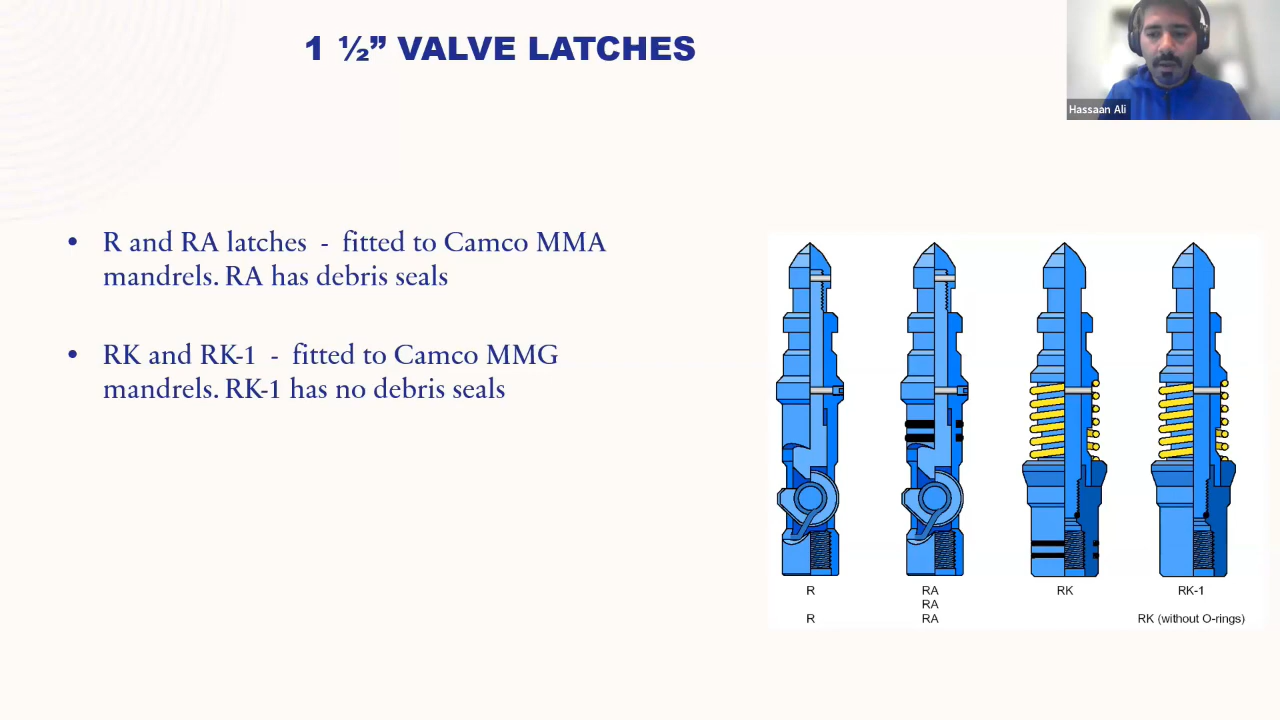 1 ½” VALVE LATCHES
Hassaan Ali
• R and RA latches - fitted to Camco MMA
mandrels. RA has debris seals
• RK and RK-1 - fitted to Camco MMG
mandrels. RK-1 has no debris seals
R RA RK RK-1
RA
R RA RK (without O-rings)